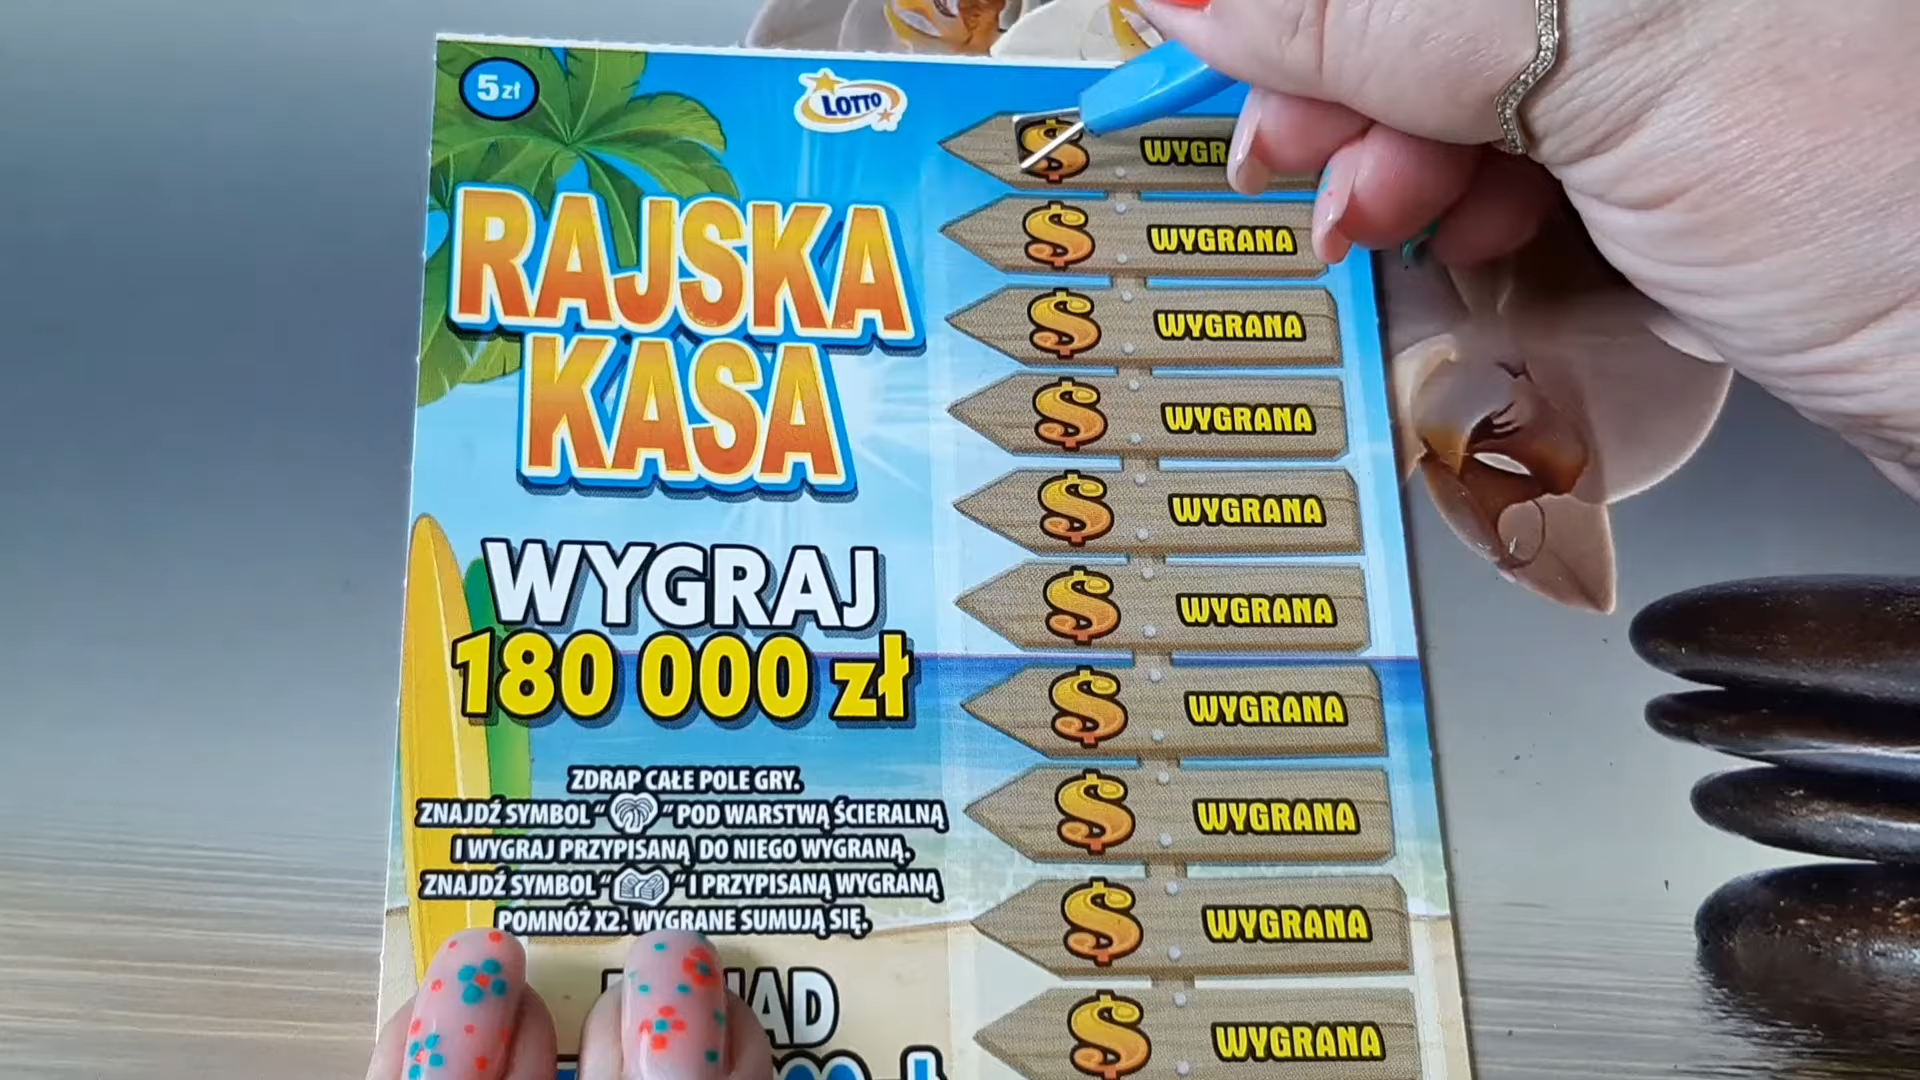 5 zł
LOTTO
RAJSKA
KASA
WYGRAJ
180 000 zł
ZDRAP CAŁE POLE GRY.
ZNAJDŹ SYMBOL “ ” POD WARSTWĄ ŚCIERALNĄ
I WYGRAJ PRZYPISANĄ DO NIEGO WYGRANĄ.
ZNAJDŹ SYMBOL “ ” I PRZYPISANĄ WYGRANĄ
POMNÓŻ X2. WYGRANE SUMUJĄ SIĘ.
$ WYGR
$ WYGRANA
$ WYGRANA
$ WYGRANA
$ WYGRANA
$ WYGRANA
$ WYGRANA
$ WYGRANA
$ WYGRANA
$ WYGRANA